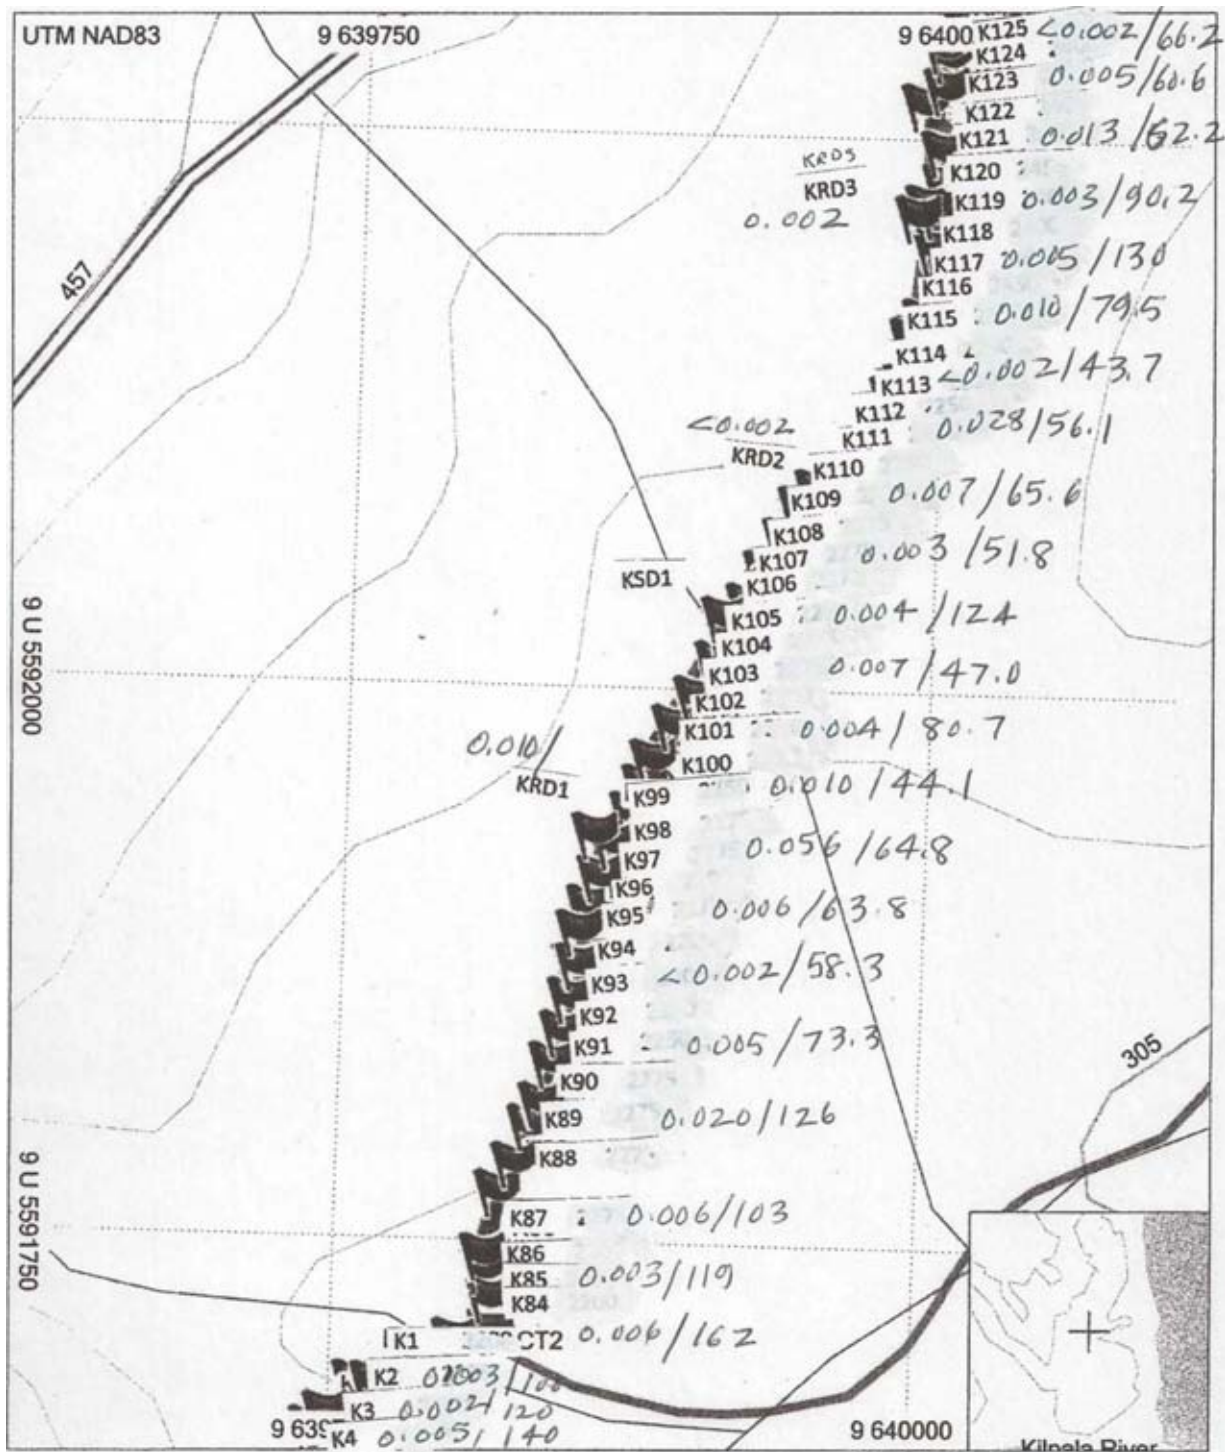 UTM NAD83 9 639750 9 6400 K125 <0.002/66.2
K124
K123 0.005/60.6
K122
K121 0.013/62.2
KRD5
K120
KRD3
K119 0.003/90.2
0.002
K118
K117 0.005/130
457
K116
K115 0.010/79.5
K114
K113 <0.002/43.7
K112
<0.002
K111 0.028/56.1
KRD2
K110
K109 0.007/65.6
K108
K107 0.003/51.8
KSD1
K106
K105 0.004/124
K104
K103 0.007/47.0
9 U 5592000
K102
K101 0.004/80.7
0.010/
K100
KRD1
K99 0.010/44.1
K98
K97 0.056/64.8
K96
K95 0.006/63.8
K94
K93 <0.002/58.3
K92
K91 0.005/73.3
305
K90
K89 0.020/126
K88
9 U 5591750
K87 0.006/103
K86
K85 0.003/119
K84
K1 CT2 0.006/162
K2 /100
K3 0.002/120
9 639
K4 0.005/140
9 640000
Kilpala River